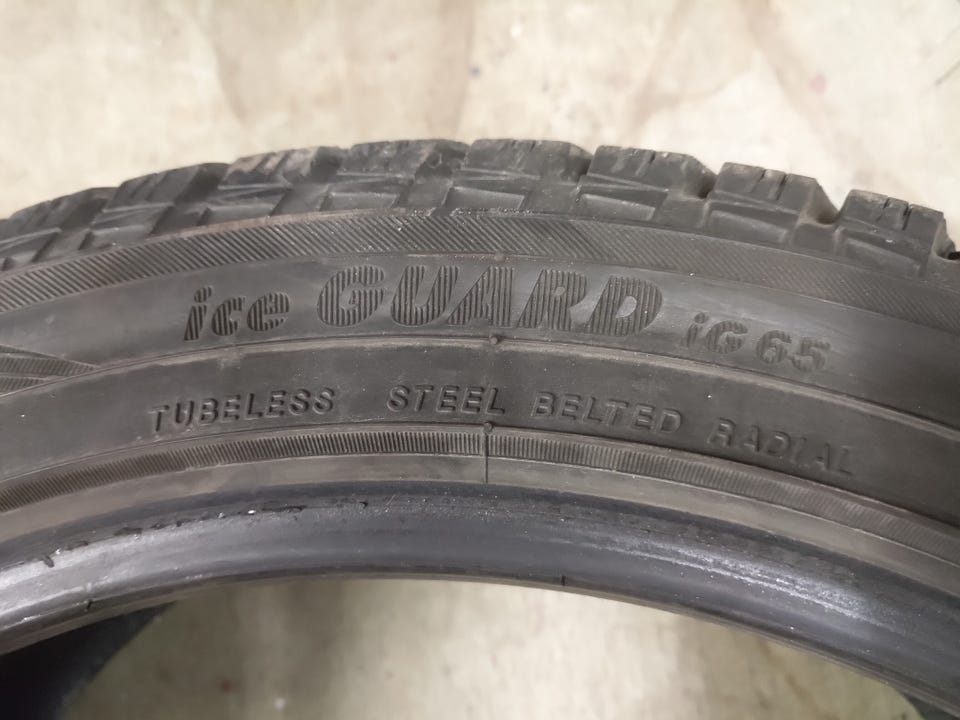 ice GUARD iG65
TUBELESS STEEL BELTED RADIAL